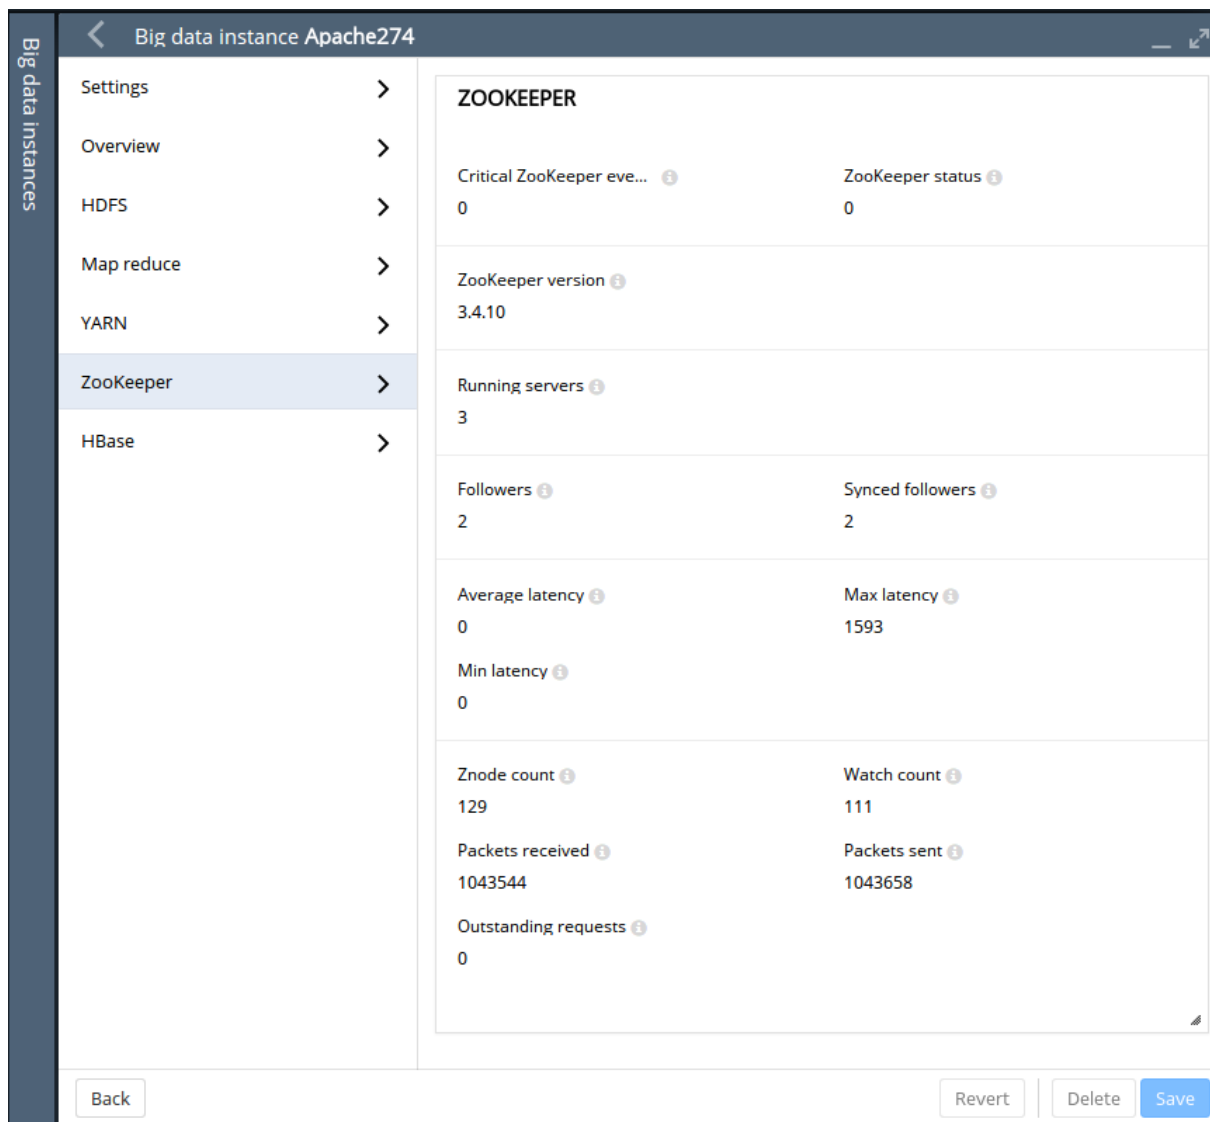 Big data instances
Big data instance Apache274
Settings
Overview
HDFS
Map reduce
YARN
ZooKeeper
HBase
ZOOKEEPER
Critical ZooKeeper eve... ZooKeeper status
0 0
ZooKeeper version
3.4.10
Running servers
3
Followers Synced followers
2 2
Average latency Max latency
0 1593
Min latency
0
Znode count Watch count
129 111
Packets received Packets sent
1043544 1043658
Outstanding requests
0
Back Revert Delete Save